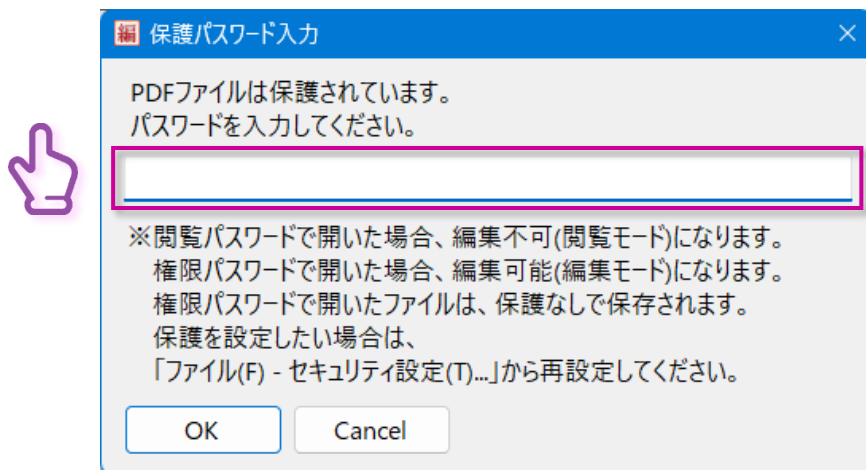 編 保護パスワード入力
PDFファイルは保護されています。
パスワードを入力してください。
※閲覧パスワードで開いた場合、編集不可(閲覧モード)になります。
権限パスワードで開いた場合、編集可能(編集モード)になります。
権限パスワードで開いたファイルは、保護なしで保存されます。
保護を設定したい場合は、
「ファイル(F) - セキュリティ設定(T)...」から再設定してください。
OK Cancel